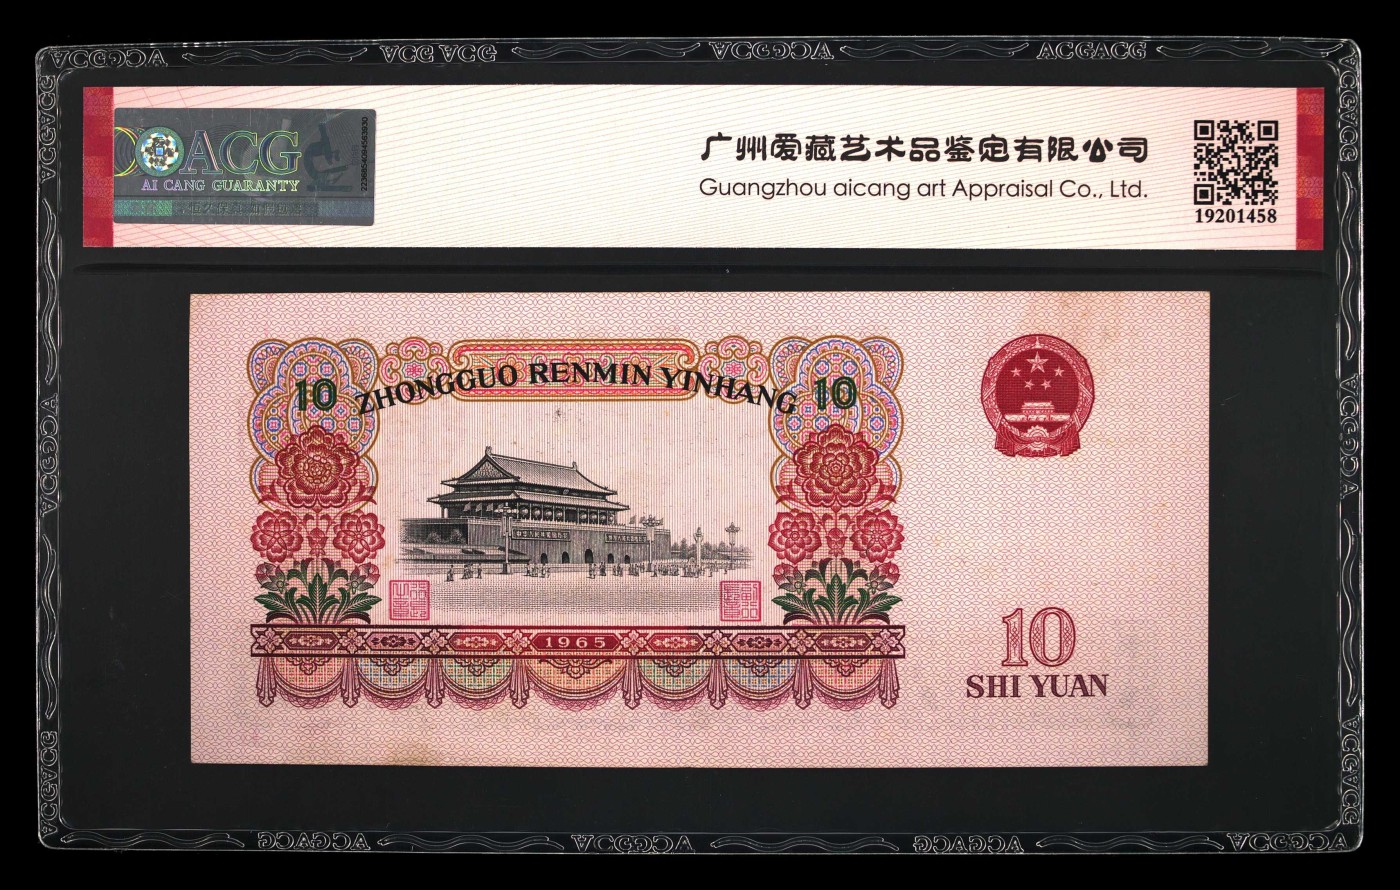 ACG
AI CANG GUARANTY
广州爱藏艺术品鉴定有限公司
Guangzhou aicang art Appraisal Co., Ltd.
19201458
10 ZHONGGUO RENMIN YINHANG 10
1965
10
SHI YUAN